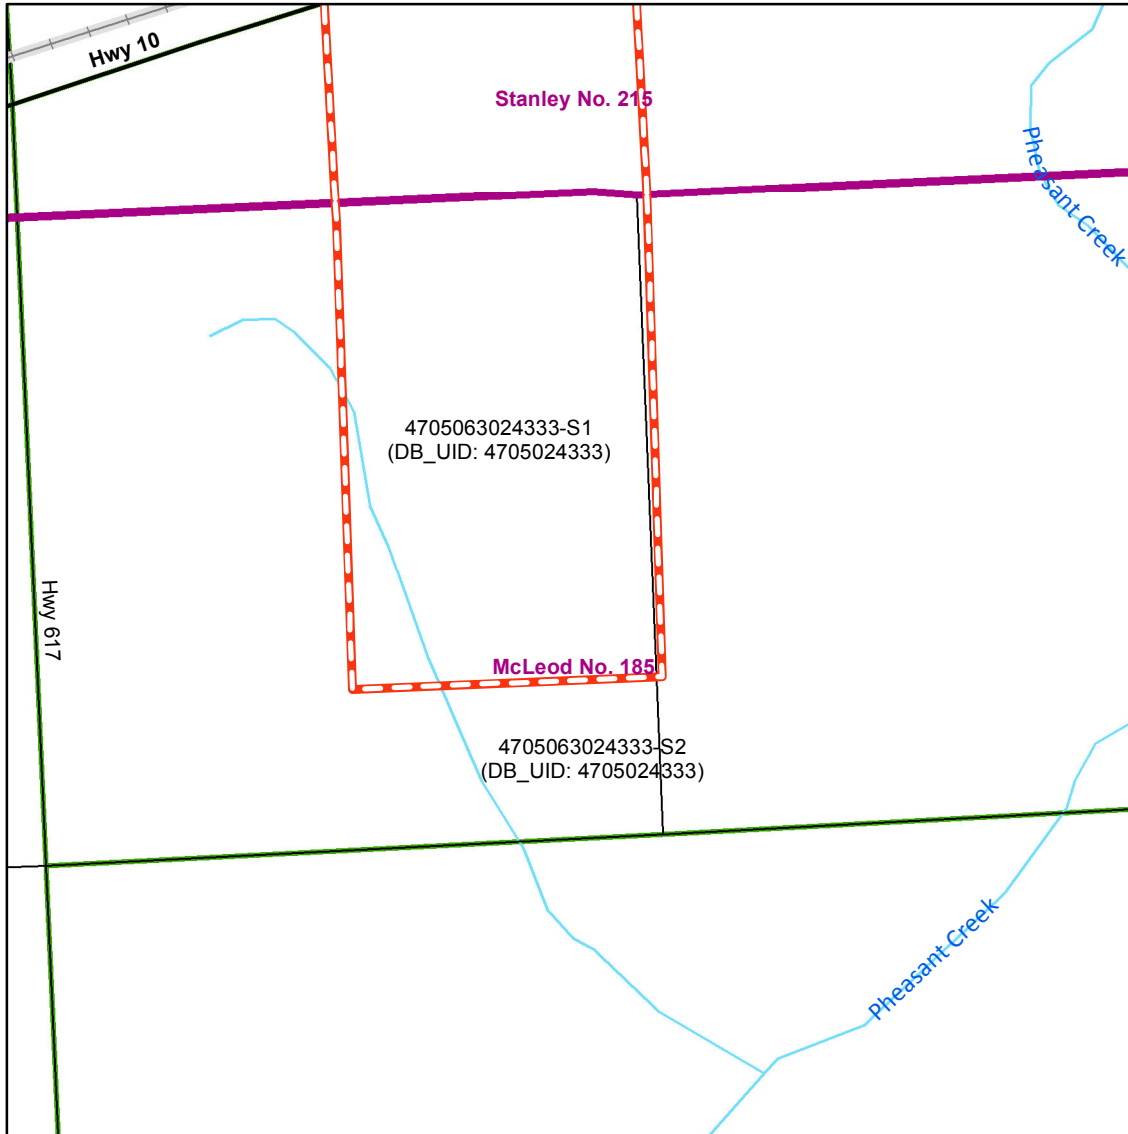 Hwy 10
Stanley No. 215
Pheasant Creek
4705063024333-S1
(DB_UID: 4705024333)
Hwy 617
McLeod No. 185
4705063024333-S2
(DB_UID: 4705024333)
Pheasant Creek